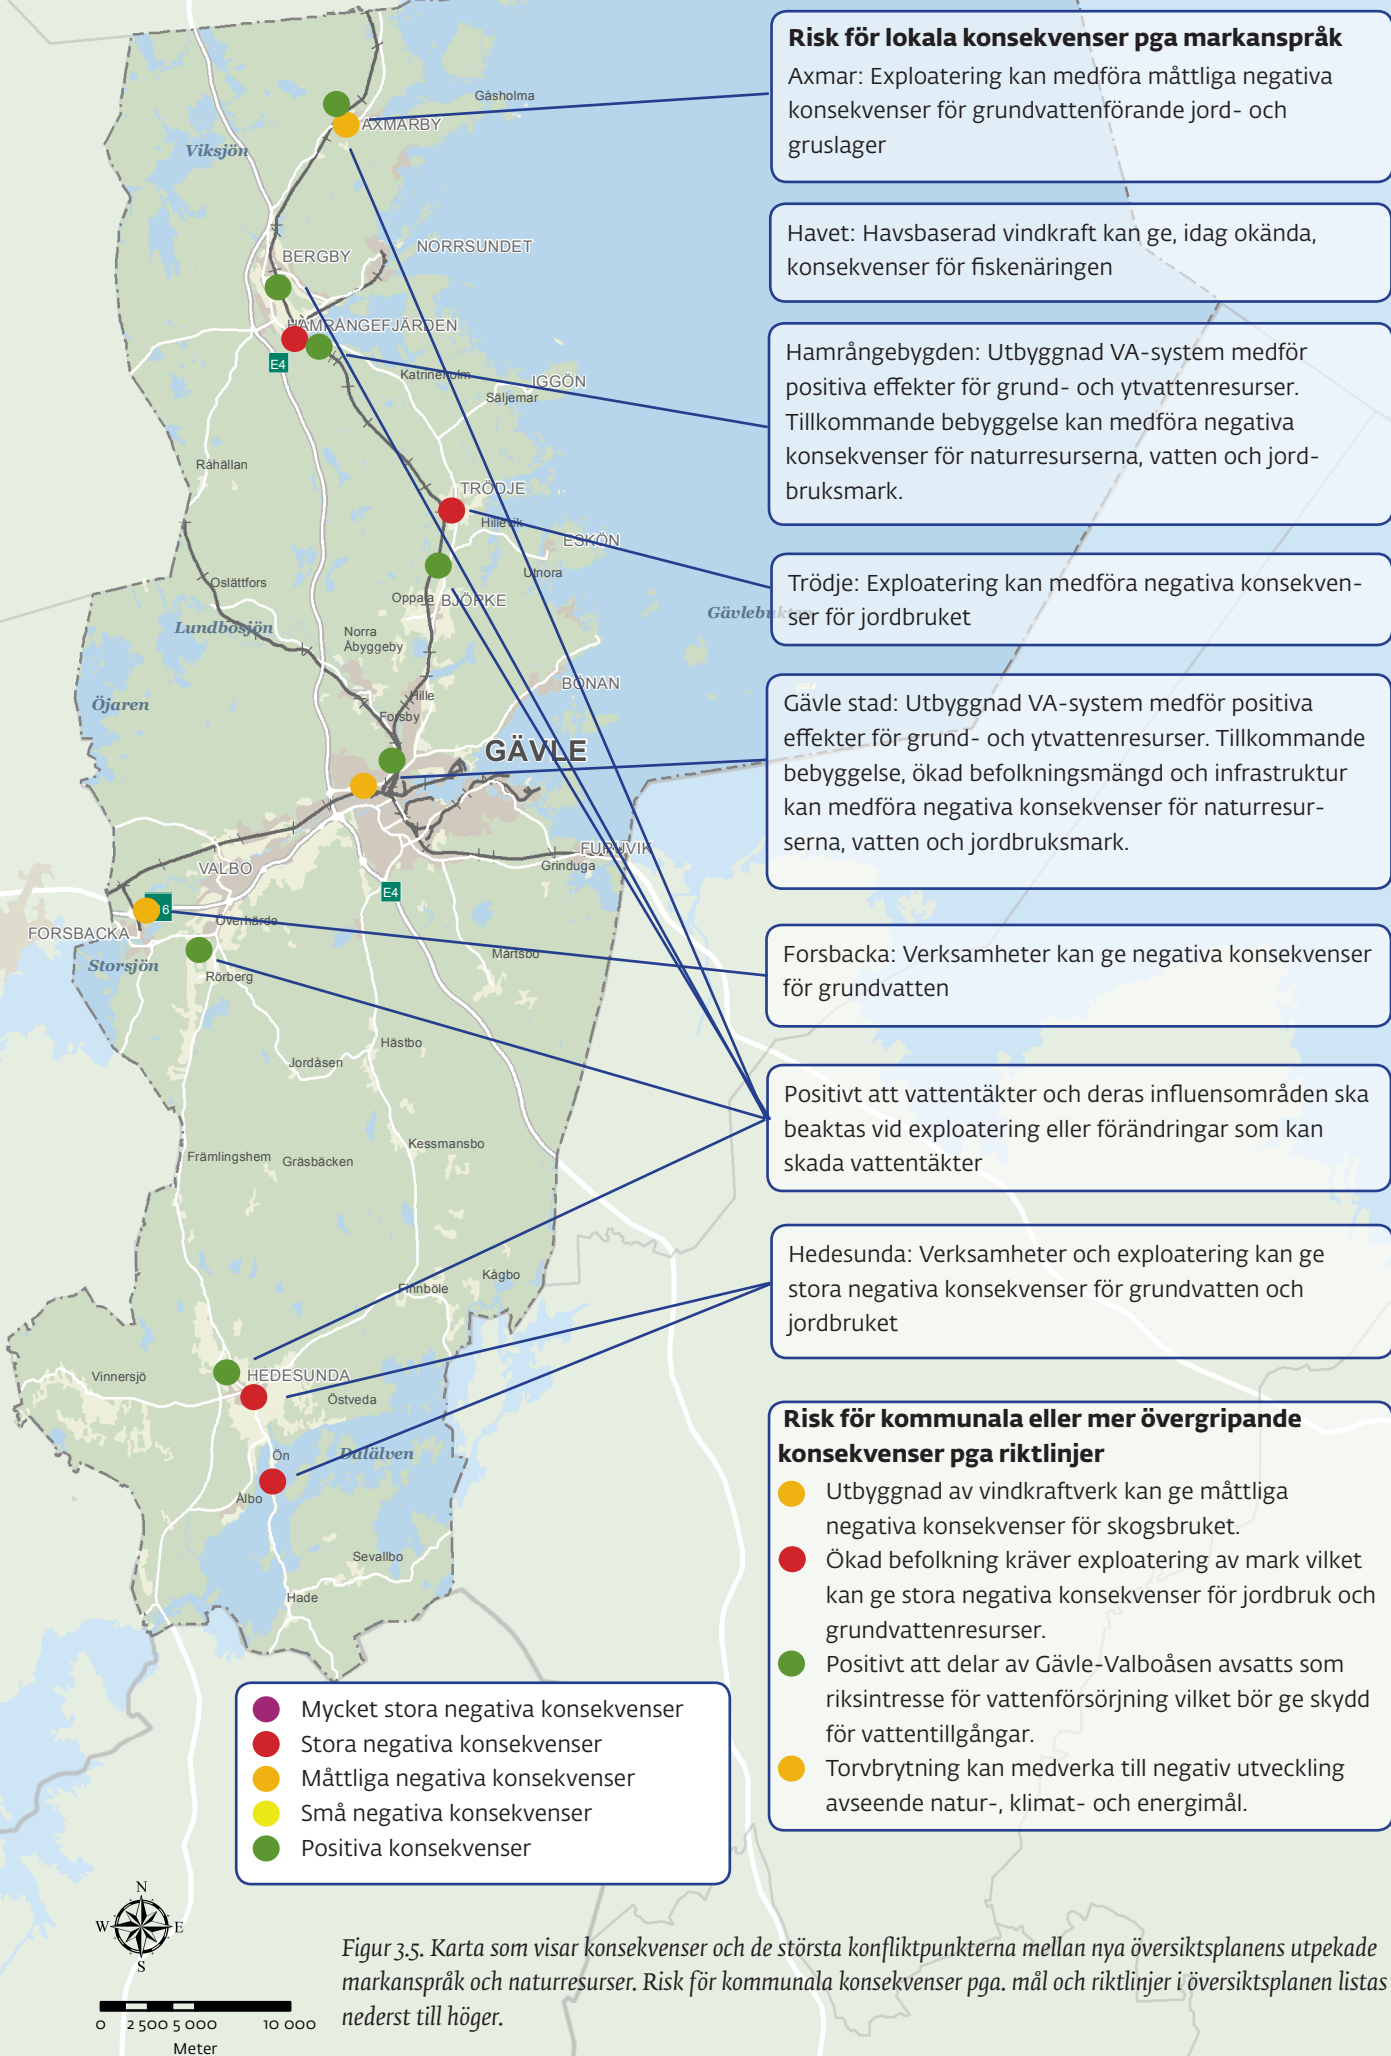 Risk för lokala konsekvenser pga markanspråk
Axmar: Exploatering kan medföra måttliga negativa
konsekvenser för grundvattenförande jord- och
gruslager
Havet: Havsbaserad vindkraft kan ge, idag okända,
konsekvenser för fiskenäringen
Hamrångebygden: Utbyggnad VA-system medför
positiva effekter för grund- och ytvattenresurser.
Tillkommande bebyggelse kan medföra negativa
konsekvenser för naturresurserna, vatten och jord-
bruksmark.
Trödje: Exploatering kan medföra negativa konsekven-
ser för jordbruket
Gävle stad: Utbyggnad VA-system medför positiva
effekter för grund- och ytvattenresurser. Tillkommande
bebyggelse, ökad befolkningsmängd och infrastruktur
kan medföra negativa konsekvenser för naturresur-
serna, vatten och jordbruksmark.
Forsbacka: Verksamheter kan ge negativa konsekvenser
för grundvatten
Positivt att vattentäkter och deras influensområden ska
beaktas vid exploatering eller förändringar som kan
skada vattentäkter
Hedesunda: Verksamheter och exploatering kan ge
stora negativa konsekvenser för grundvatten och
jordbruket
Risk för kommunala eller mer övergripande
konsekvenser pga riktlinjer
Utbyggnad av vindkraftverk kan ge måttliga
negativa konsekvenser för skogsbruket.
Ökad befolkning kräver exploatering av mark vilket
kan ge stora negativa konsekvenser för jordbruk och
grundvattenresurser.
Positivt att delar av Gävle-Valboåsen avsatts som
riksintresse för vattenförsörjning vilket bör ge skydd
för vattentillgångar.
Torvbrytning kan medverka till negativ utveckling
avseende natur-, klimat- och energimål.
Gåsholma
AXMARBY
Viksjön
NORRSUNDET
BERGBY
HAMRÅNGEFJÄRDEN
E4
Katrineholm
IGGÖN
Säljemar
Råhällan
TRÖDJE
Hillevik
ESKÖN
Utnora
Oslättfors
Oppala
BJÖRKE
Gävlebukten
Lundbosjön
Norra
Åbyggeby
BÖNAN
Öjaren
Hille
Forsby
GÄVLE
FURUVIK
Grinduga
VALBO
E4
6
Överhärde
FORSBACKA
Storsjön
Rörberg
Mårtsbo
Hästbo
Jordåsen
Kessmansbo
Främlingshem
Gräsbäcken
Kågbo
Finnböle
Vinnersjö
HEDESUNDA
Östveda
Ön
Dalälven
Ålbo
Sevallbo
Hade
Mycket stora negativa konsekvenser
Stora negativa konsekvenser
Måttliga negativa konsekvenser
Små negativa konsekvenser
Positiva konsekvenser
N
W E
S
0 2 500 5 000 10 000
Meter
Figur 3.5. Karta som visar konsekvenser och de största konfliktpunkterna mellan nya översiktsplanens utpekade
markanspråk och naturresurser. Risk för kommunala konsekvenser pga. mål och riktlinjer i översiktsplanen listas
nederst till höger.